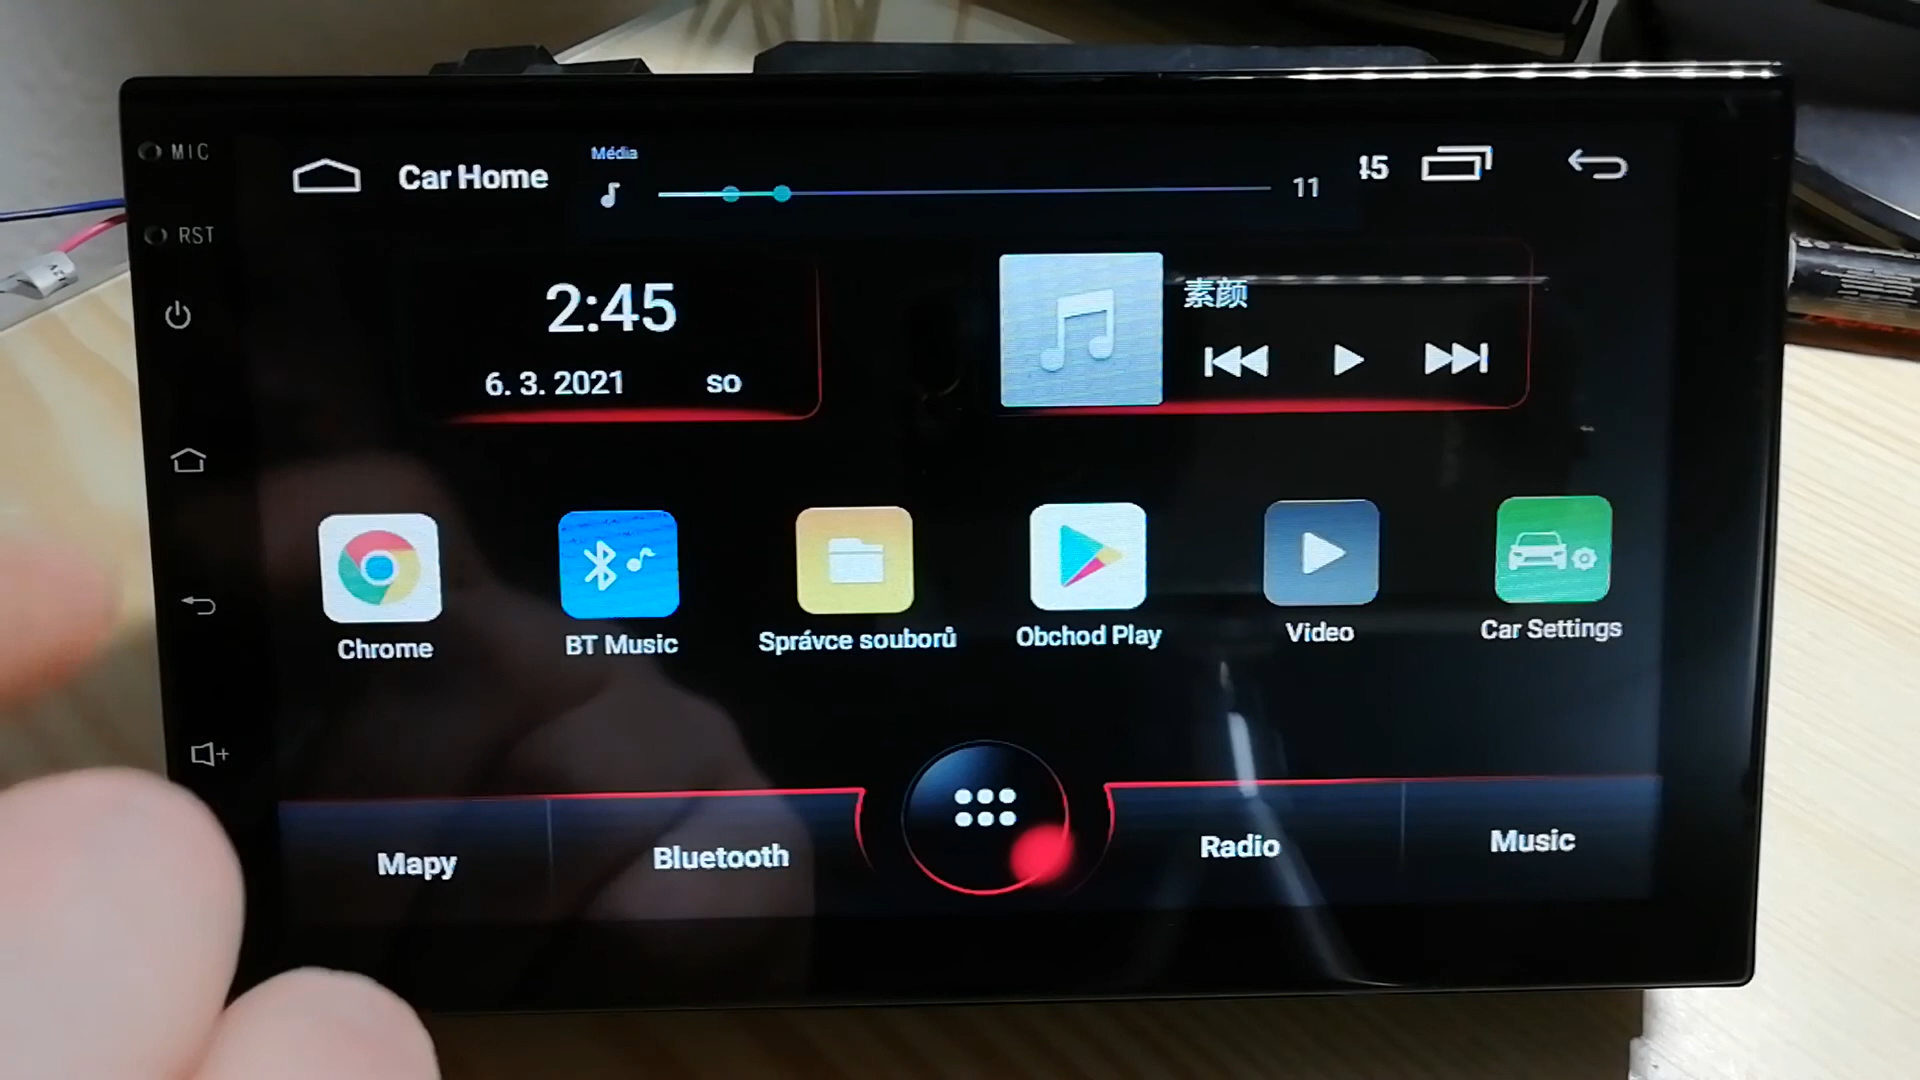 MIC
Média
Car Home
11
45
RST
2:45
素颜
6. 3. 2021 so
Chrome
BT Music
Správce souborů
Obchod Play
Video
Car Settings
Mapy
Bluetooth
Radio
Music